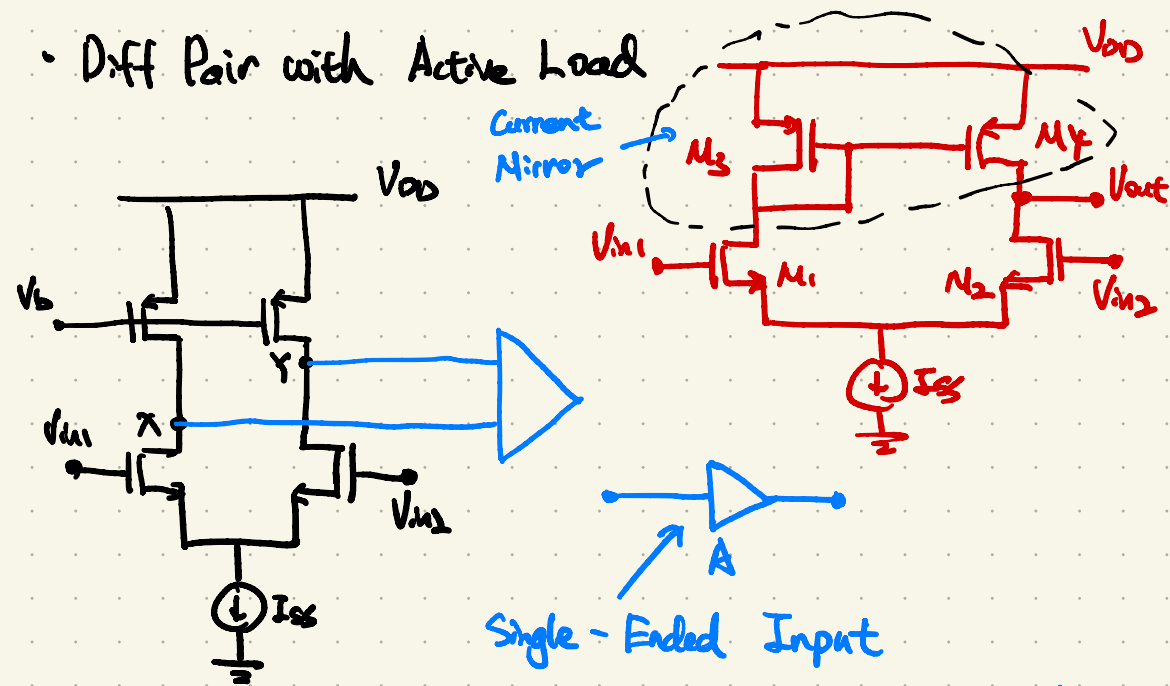 • Diff Pair with Active Load
VDD
Current
Mirror
M3
M4
Vout
Vin1
M1
M2
Vin2
ISS
VDD
Vb
Y
X
Vin1
Vin2
ISS
A
Single-Ended Input